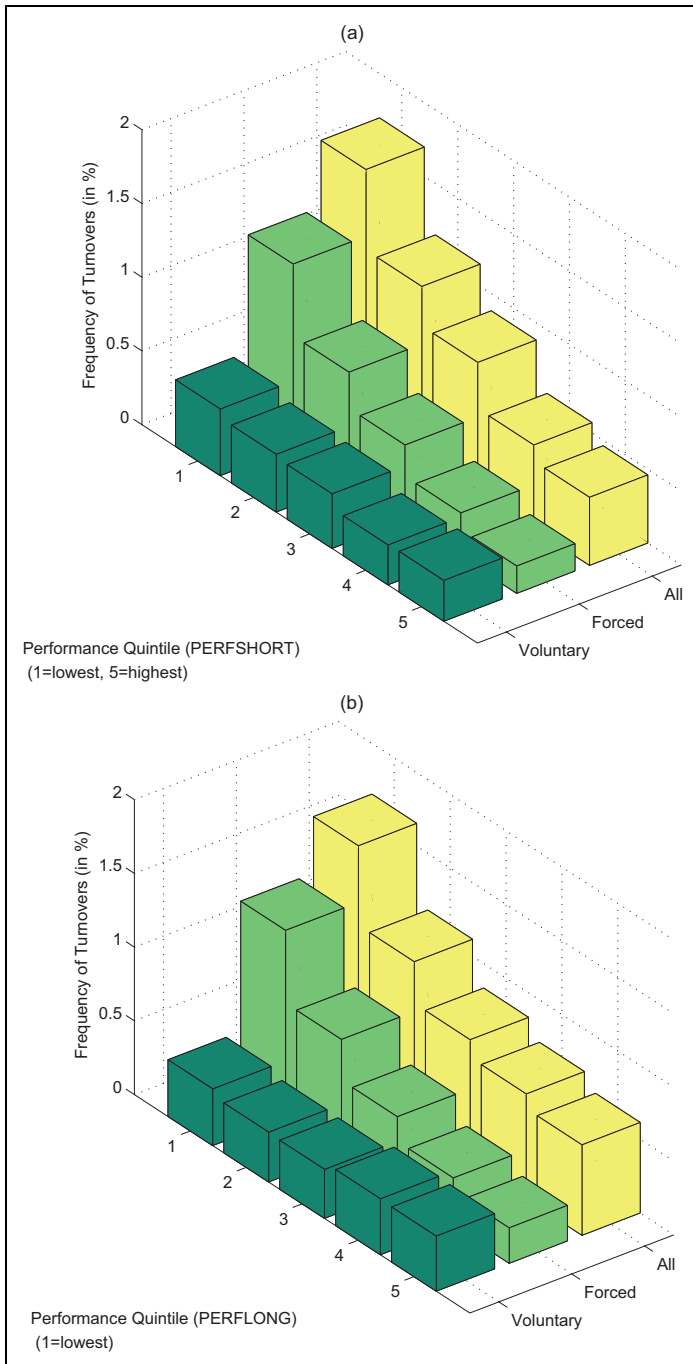 (a)
2
1.5
1
0.5
0
Frequency of Turnovers (in %)
1
2
3
4
5
All
Forced
Voluntary
Performance Quintile (PERFSHORT)
(1=lowest, 5=highest)
(b)
2
1.5
1
0.5
0
Frequency of Turnovers (in %)
1
2
3
4
5
All
Forced
Voluntary
Performance Quintile (PERFLONG)
(1=lowest)